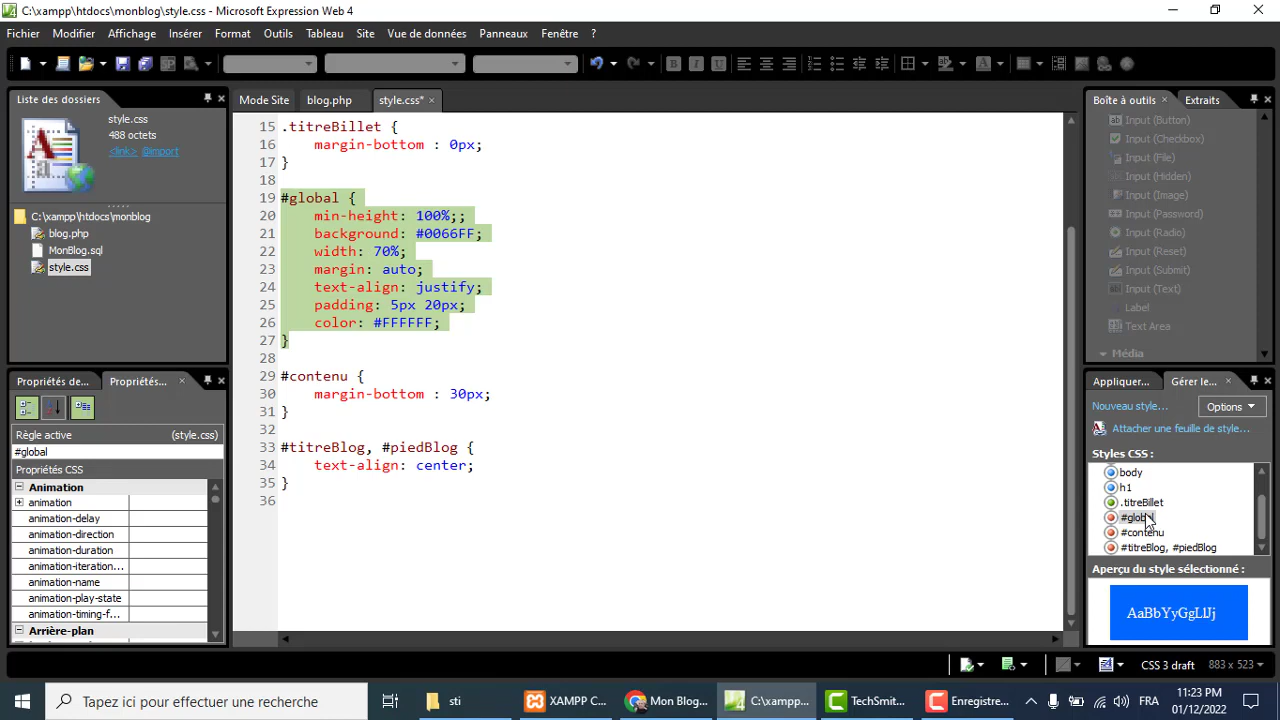 C:\xampp\htdocs\monblog\style.css - Microsoft Expression Web 4
Fichier Modifier Affichage Insérer Format Outils Tableau Site Vue de données Panneaux Fenêtre ?
Liste des dossiers
style.css
488 octets
<link> @import
C:\xampp\htdocs\monblog
blog.php
MonBlog.sql
style.css
Propriétés de... Propriétés...
Règle active (style.css)
#global
Propriétés CSS
Animation
animation
animation-delay
animation-direction
animation-duration
animation-iteration...
animation-name
animation-play-state
animation-timing-f...
Arrière-plan
Mode Site blog.php style.css*
15 .titreBillet {
16 margin-bottom : 0px;
17 }
18
19 #global {
20 min-height: 100%;;
21 background: #0066FF;
22 width: 70%;
23 margin: auto;
24 text-align: justify;
25 padding: 5px 20px;
26 color: #FFFFFF;
27 }
28
29 #contenu {
30 margin-bottom : 30px;
31 }
32
33 #titreBlog, #piedBlog {
34 text-align: center;
35 }
36
Boîte à outils Extraits
Input (Button)
Input (Checkbox)
Input (File)
Input (Hidden)
Input (Image)
Input (Password)
Input (Radio)
Input (Reset)
Input (Submit)
Input (Text)
Label
Text Area
Média
Appliquer... Gérer le...
Nouveau style... Options
Attacher une feuille de style...
Styles CSS :
body
h1
.titreBillet
#global
#contenu
#titreBlog, #piedBlog
Aperçu du style sélectionné :
AaBbYyGgLlJj
CSS 3 draft 883 x 523
Tapez ici pour effectuer une recherche
sti
XAMPP C...
Mon Blog...
C:\xampp...
TechSmit...
Enregistre...
FRA
11:23 PM
01/12/2022